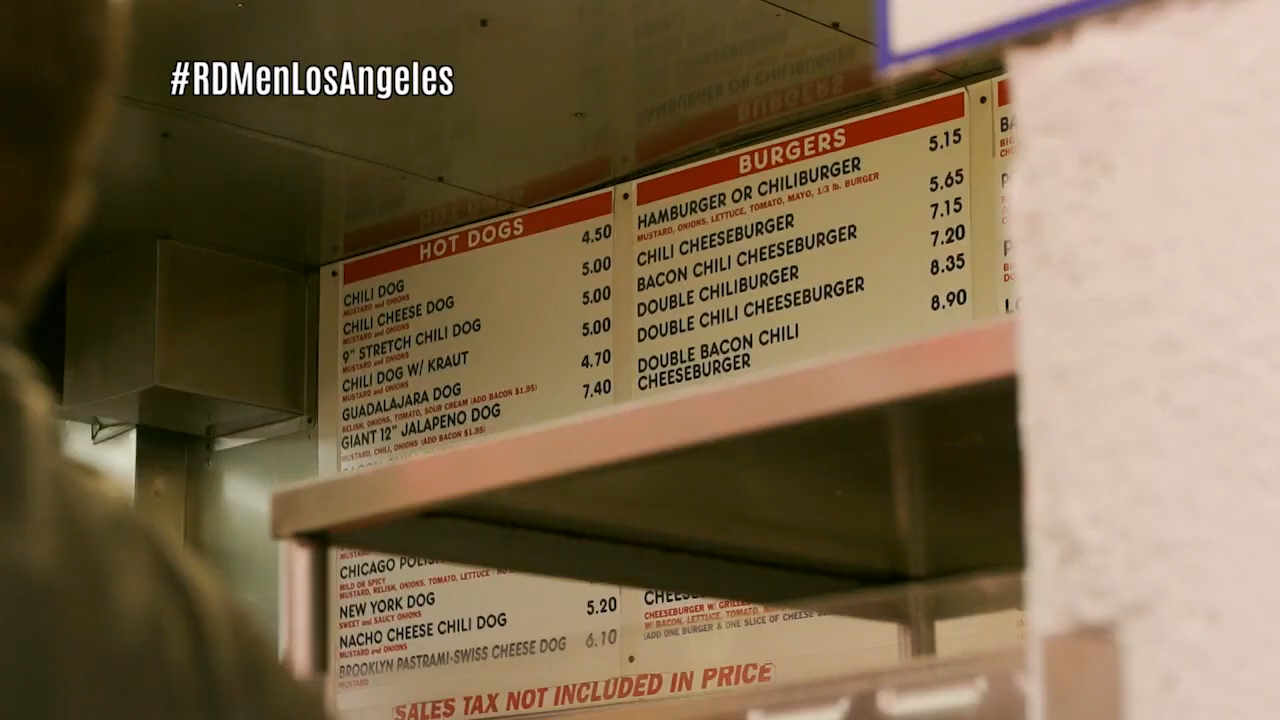 #RDMenLosAngeles
HOT DOGS
CHILI DOG 4.50
MUSTARD and ONIONS
CHILI CHEESE DOG 5.00
MUSTARD and ONIONS
9" STRETCH CHILI DOG 5.00
MUSTARD and ONIONS
CHILI DOG W/ KRAUT 5.00
MUSTARD and ONIONS
GUADALAJARA DOG 4.70
RELISH, ONIONS, TOMATO, SOUR CREAM (ADD BACON $1.95)
GIANT 12" JALAPENO DOG 7.40
MUSTARD, CHILI, ONIONS (ADD BACON $1.95)
CHICAGO
MILD OR SPICY
MUSTARD, RELISH, ONIONS, TOMATO, LETTUCE
NEW YORK DOG 5.20
SWEET and SAUCY ONIONS
NACHO CHEESE CHILI DOG
MUSTARD and ONIONS
BROOKLYN PASTRAMI-SWISS CHEESE DOG 6.10
MUSTARD
BURGERS
HAMBURGER OR CHILIBURGER 5.15
MUSTARD, ONIONS, LETTUCE, TOMATO, MAYO, 1/3 lb. BURGER
CHILI CHEESEBURGER 5.65
BACON CHILI CHEESEBURGER 7.15
DOUBLE CHILIBURGER 7.20
DOUBLE CHILI CHEESEBURGER 8.35
DOUBLE BACON CHILI 8.90
CHEESEBURGER
CHEESEBURGER W/
W/ BACON, LETTUCE, TOMATO,
(ADD ONE BURGER & ONE SLICE OF CHEESE
SALES TAX NOT INCLUDED IN PRICE